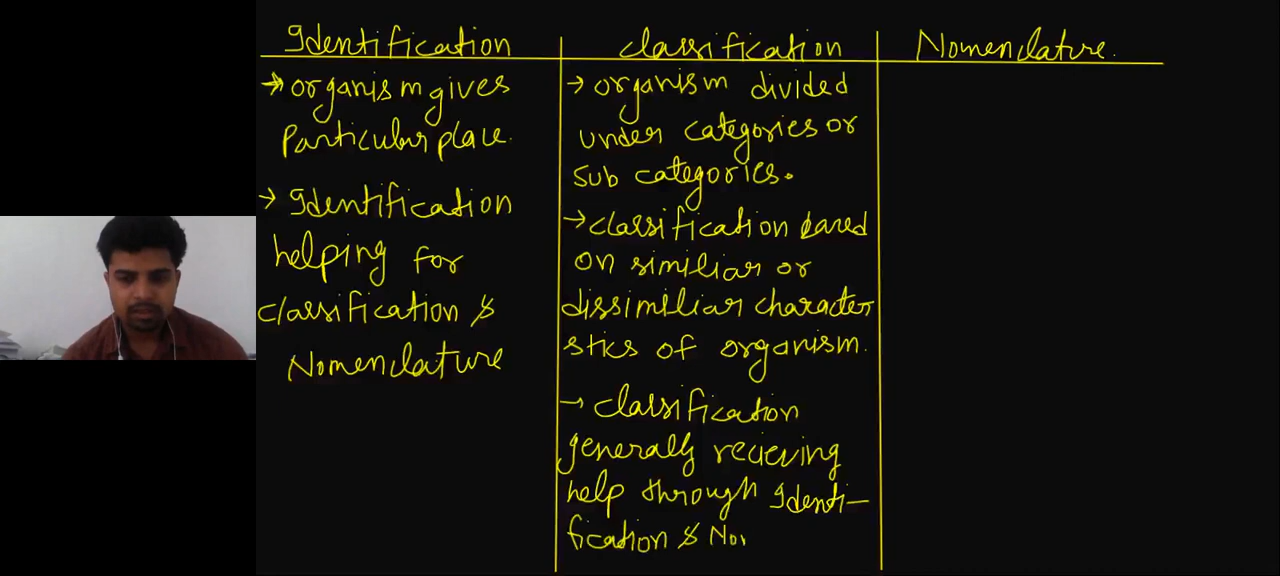 Identification
classification
Nomenclature.
→ organism gives
Particular place.
→ Identification
helping for
classification &
Nomenclature
→ organism divided
under categories or
sub categories.
→ classification based
on similiar or
dissimiliar character
stics of organism.
→ classification
generally recieving
help through Identi-
fication & Nom